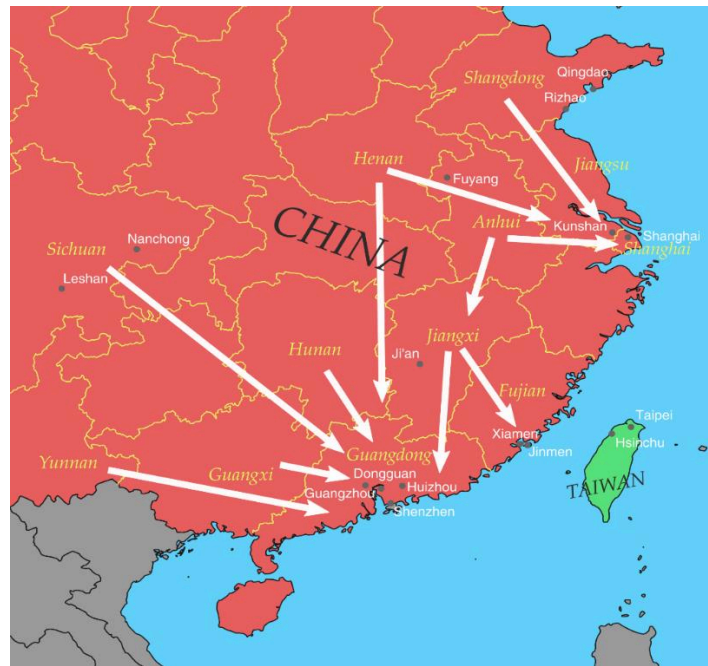 Qingdao
Shangdong
Rizhao
Henan
Jiangsu
Fuyang
Anhui
Kunshan
Shanghai
Shanghai
CHINA
Nanchong
Sichuan
Leshan
Jiangxi
Hunan
Ji'an
Fujian
Taipei
Xiamen
Hsinchu
Jinmen
Guangdong
Yunnan
Guangxi
Dongguan
TAIWAN
Guangzhou
Huizhou
Shenzhen